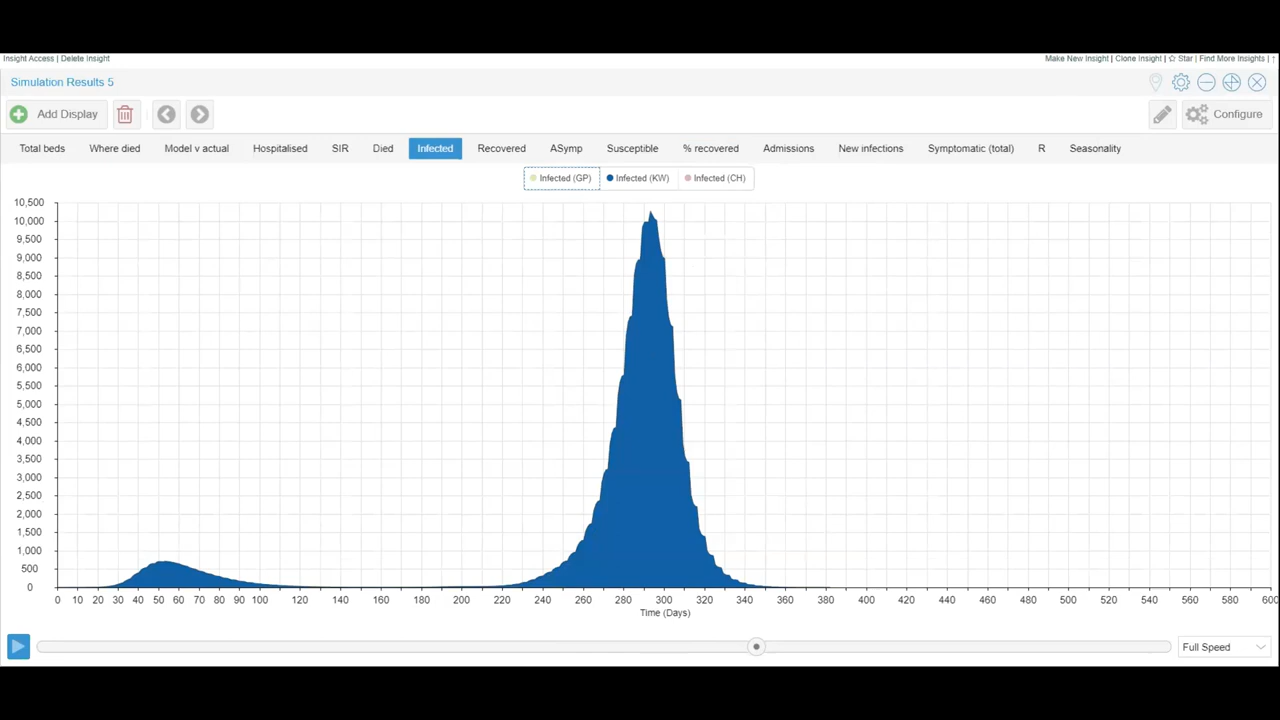 Insight Access | Delete Insight
Make New Insight | Clone Insight | ☆ Star | Find More Insights | ↑
Simulation Results 5
Add Display
Configure
Total beds Where died Model v actual Hospitalised SIR Died Infected Recovered ASymp Susceptible % recovered Admissions New infections Symptomatic (total) R Seasonality
Infected (GP) Infected (KW) Infected (CH)
10,500
10,000
9,500
9,000
8,500
8,000
7,500
7,000
6,500
6,000
5,500
5,000
4,500
4,000
3,500
3,000
2,500
2,000
1,500
1,000
500
0
0 10 20 30 40 50 60 70 80 90 100 120 140 160 180 200 220 240 260 280 300 320 340 360 380 400 420 440 460 480 500 520 540 560 580 600
Time (Days)
Full Speed